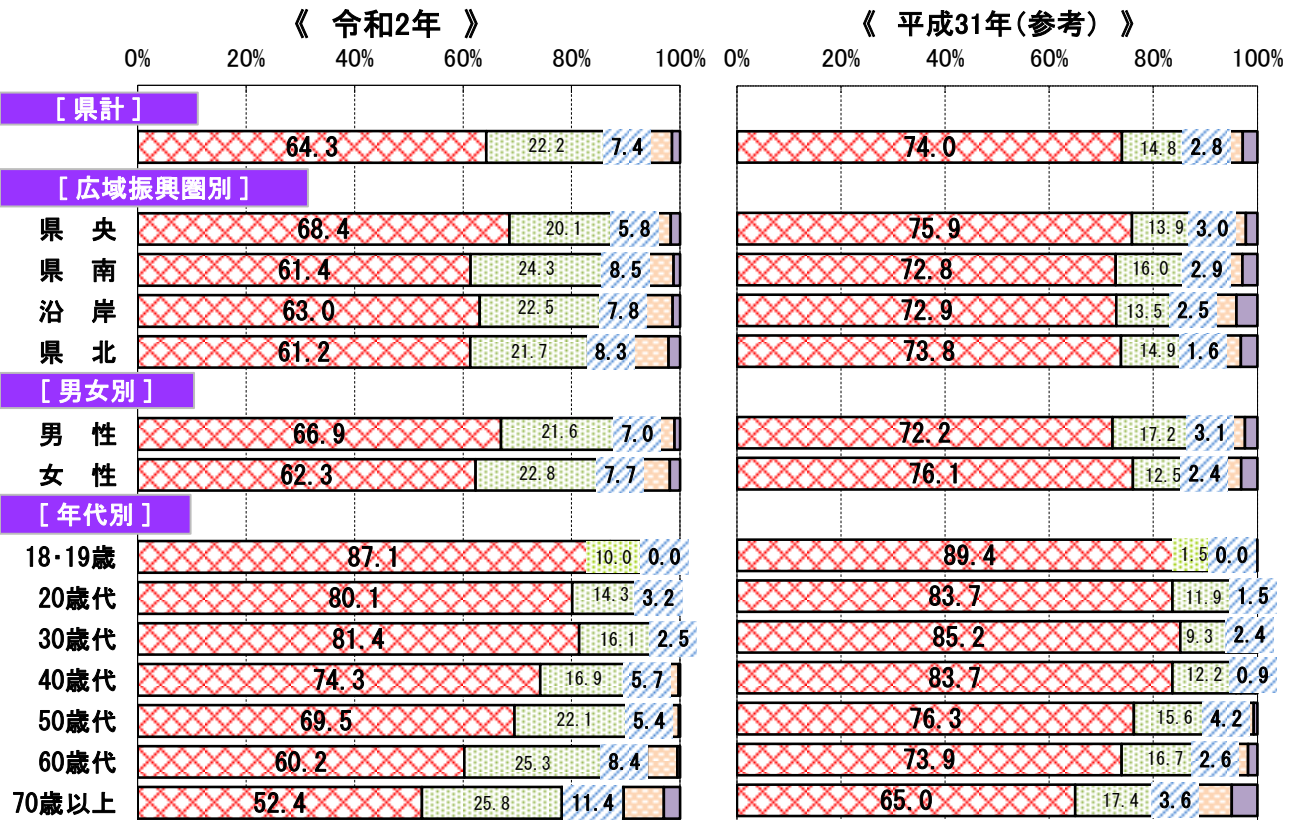 《 令和2年 》 《 平成31年（参考） 》
0% 20% 40% 60% 80% 100% 0% 20% 40% 60% 80% 100%
［ 県計 ］
64.3 22.2 7.4 74.0 14.8 2.8
［ 広域振興圏別 ］
県 央 68.4 20.1 5.8 75.9 13.9 3.0
県 南 61.4 24.3 8.5 72.8 16.0 2.9
沿 岸 63.0 22.5 7.8 72.9 13.5 2.5
県 北 61.2 21.7 8.3 73.8 14.9 1.6
［ 男女別 ］
男 性 66.9 21.6 7.0 72.2 17.2 3.1
女 性 62.3 22.8 7.7 76.1 12.5 2.4
［ 年代別 ］
18・19歳 87.1 10.0 0.0 89.4 1.5 0.0
20歳代 80.1 14.3 3.2 83.7 11.9 1.5
30歳代 81.4 16.1 2.5 85.2 9.3 2.4
40歳代 74.3 16.9 5.7 83.7 12.2 0.9
50歳代 69.5 22.1 5.4 76.3 15.6 4.2
60歳代 60.2 25.3 8.4 73.9 16.7 2.6
70歳以上 52.4 25.8 11.4 65.0 17.4 3.6